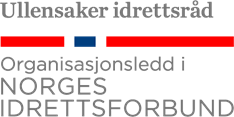 Ullensaker idrettsråd
Organisasjonsledd i
NORGES
IDRETTSFORBUND